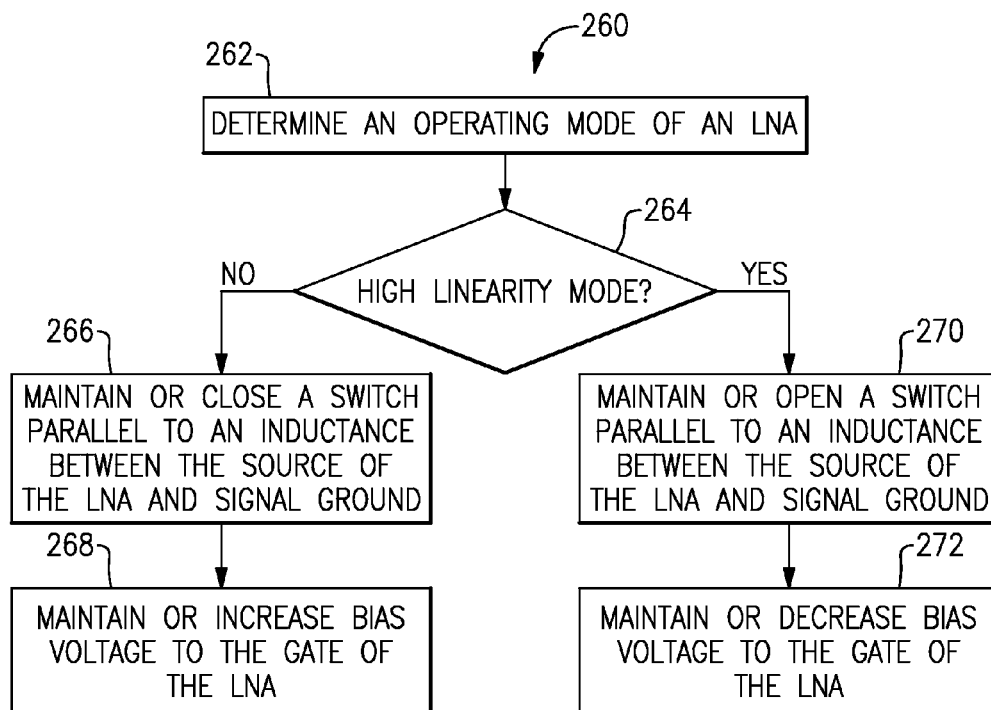 260
262
DETERMINE AN OPERATING MODE OF AN LNA
264
HIGH LINEARITY MODE?
NO
YES
266
MAINTAIN OR CLOSE A SWITCH
PARALLEL TO AN INDUCTANCE
BETWEEN THE SOURCE OF
THE LNA AND SIGNAL GROUND
270
MAINTAIN OR OPEN A SWITCH
PARALLEL TO AN INDUCTANCE
BETWEEN THE SOURCE OF
THE LNA AND SIGNAL GROUND
268
MAINTAIN OR INCREASE BIAS
VOLTAGE TO THE GATE OF
THE LNA
272
MAINTAIN OR DECREASE BIAS
VOLTAGE TO THE GATE OF
THE LNA